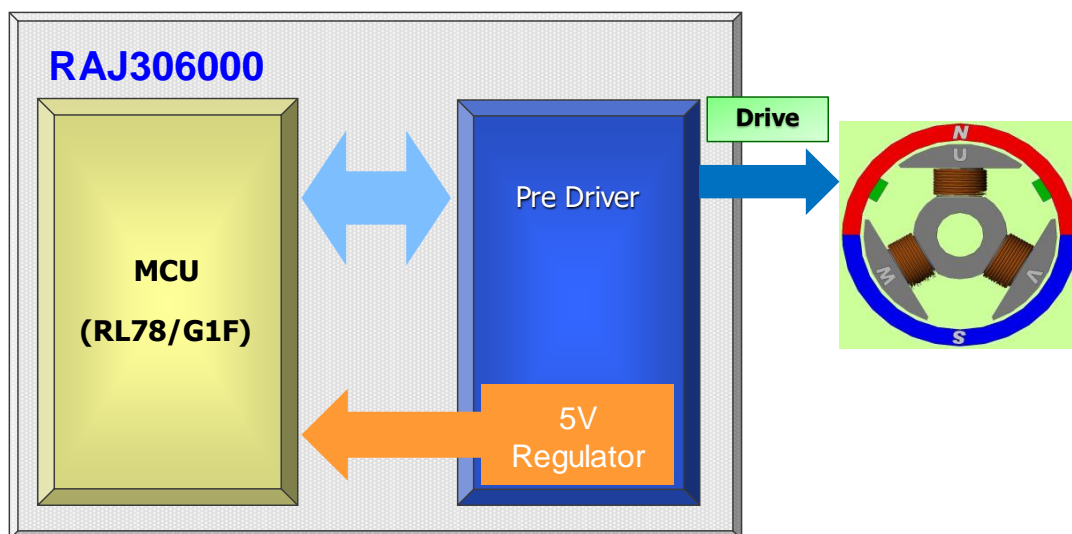 RAJ306000
MCU
(RL78/G1F)
Pre Driver
5V
Regulator
Drive
N
U
W
V
S